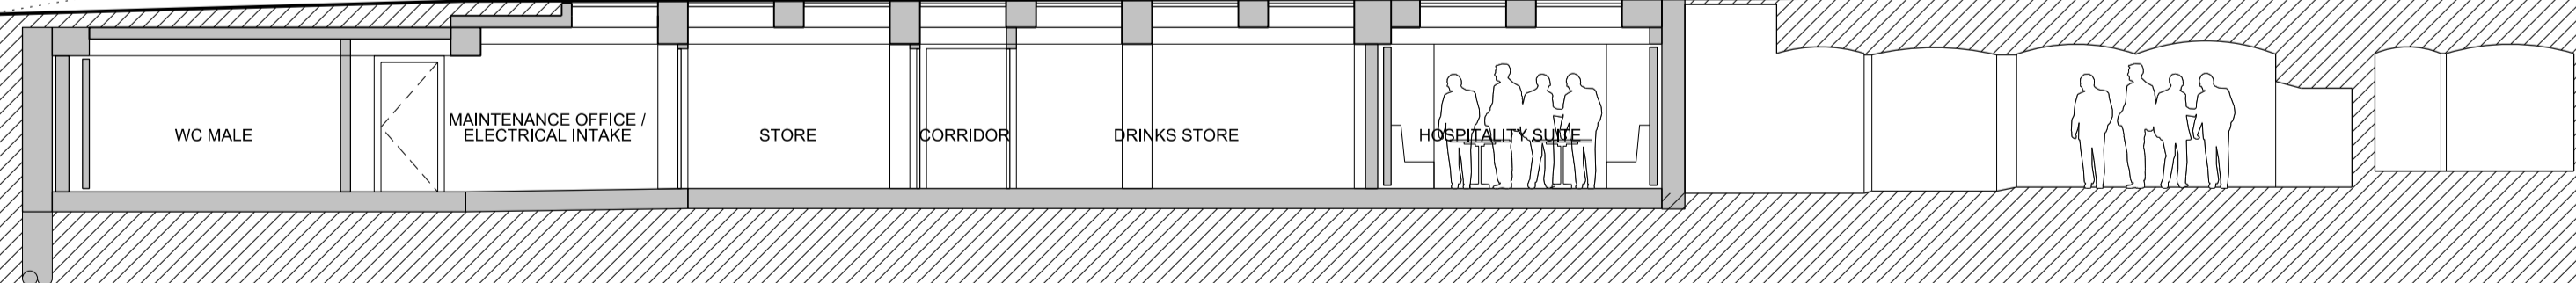 WC MALE
MAINTENANCE OFFICE /
ELECTRICAL INTAKE
STORE
CORRIDOR
DRINKS STORE
HOSPITALITY SUITE